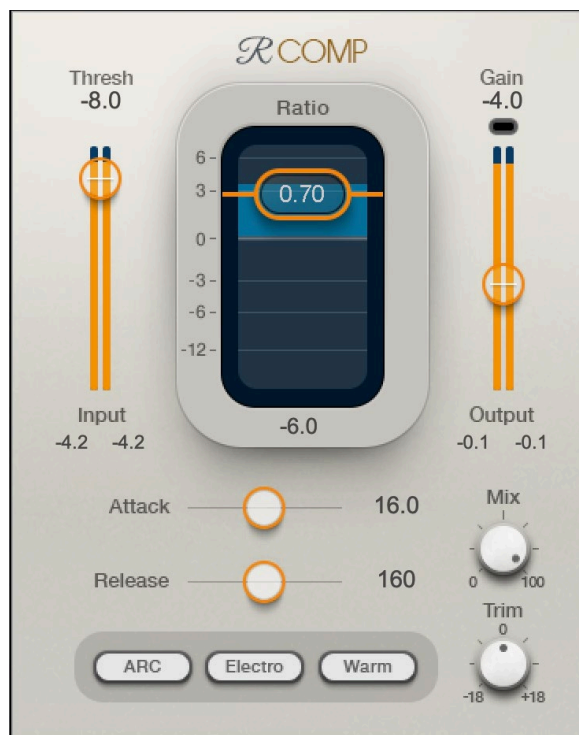 R COMP
Thresh
-8.0
Gain
-4.0
Ratio
6
3
0
-3
-6
-12
0.70
-6.0
Input
-4.2 -4.2
Output
-0.1 -0.1
Attack 16.0
Mix
0 100
Release 160
Trim
0
-18 +18
ARC Electro Warm